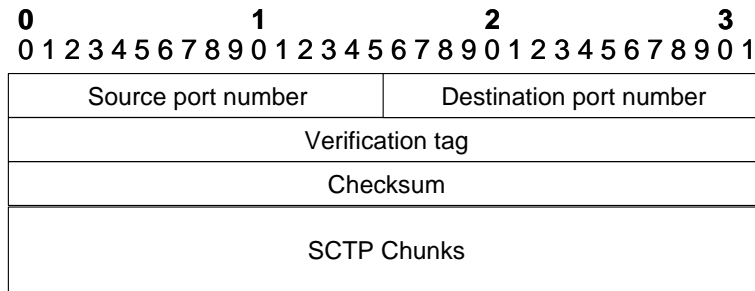 0 1 2 3
0 1 2 3 4 5 6 7 8 9 0 1 2 3 4 5 6 7 8 9 0 1 2 3 4 5 6 7 8 9 0 1
Source port number Destination port number
Verification tag
Checksum
SCTP Chunks